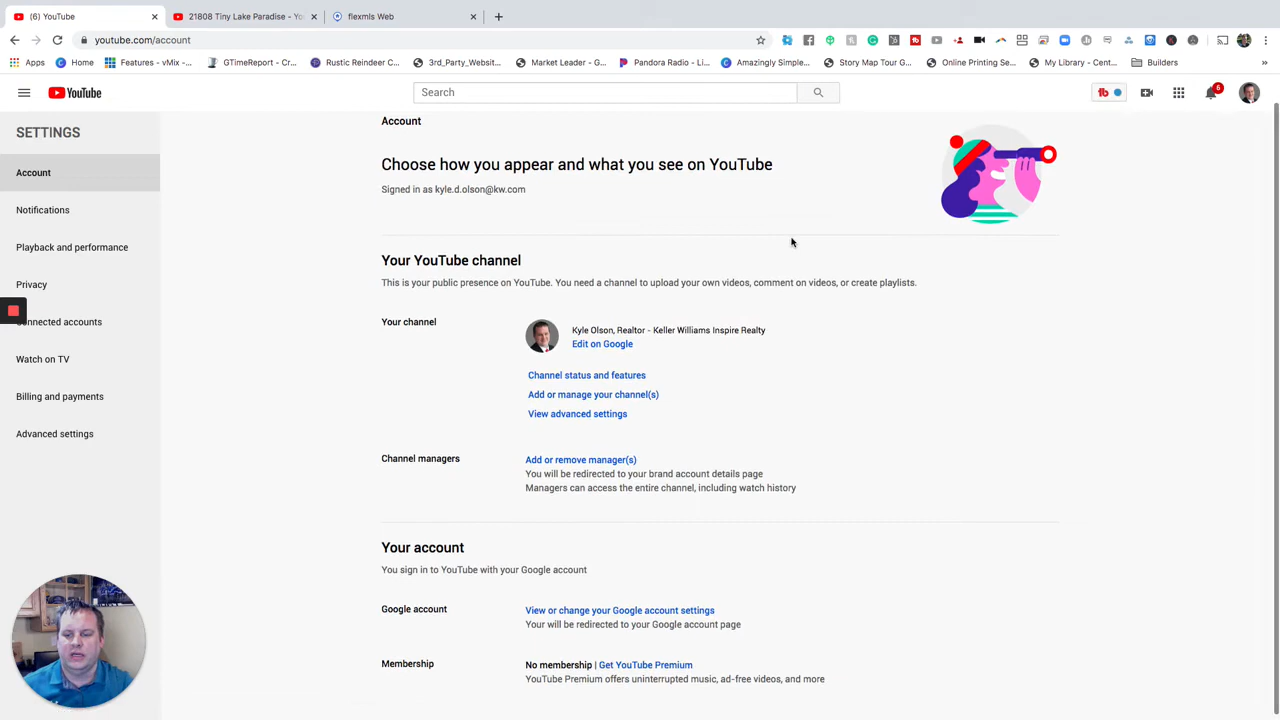 (6) YouTube
21808 Tiny Lake Paradise - Yo
flexmls Web
youtube.com/account
Apps
Home
Features - vMix -...
GTimeReport - Cr...
Rustic Reindeer C...
3rd_Party_Website...
Market Leader - G...
Pandora Radio - Li...
Amazingly Simple...
Story Map Tour G...
Online Printing Se...
My Library - Cent...
Builders
YouTube
Search
tb
6
SETTINGS
Account
Notifications
Playback and performance
Privacy
onnected accounts
Watch on TV
Billing and payments
Advanced settings
Account
Choose how you appear and what you see on YouTube
Signed in as kyle.d.olson@kw.com
Your YouTube channel
This is your public presence on YouTube. You need a channel to upload your own videos, comment on videos, or create playlists.
Your channel
Kyle Olson, Realtor - Keller Williams Inspire Realty
Edit on Google
Channel status and features
Add or manage your channel(s)
View advanced settings
Channel managers
Add or remove manager(s)
You will be redirected to your brand account details page
Managers can access the entire channel, including watch history
Your account
You sign in to YouTube with your Google account
Google account
View or change your Google account settings
Your will be redirected to your Google account page
Membership
No membership | Get YouTube Premium
YouTube Premium offers uninterrupted music, ad-free videos, and more